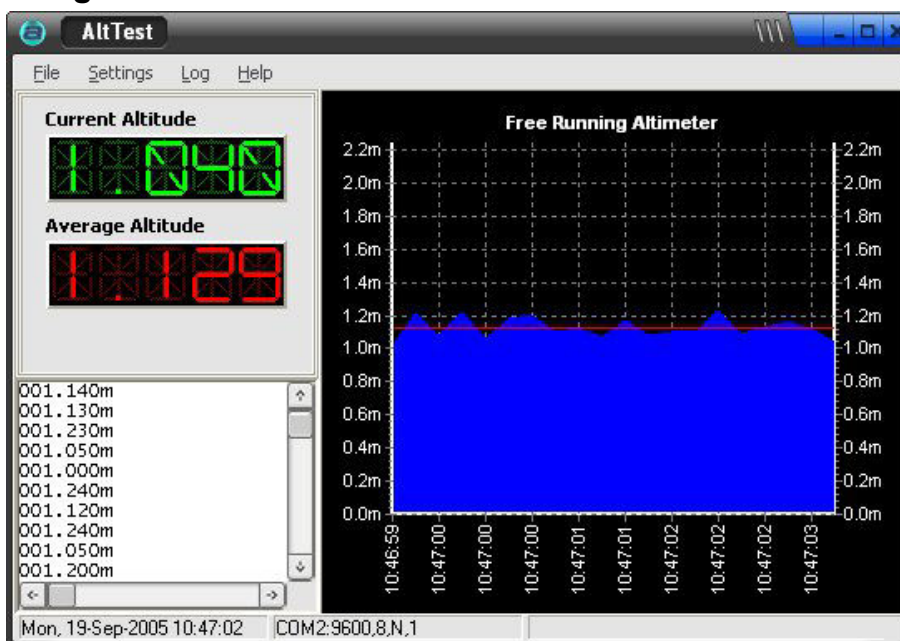 AltTest
File Settings Log Help
Current Altitude
1.040
Average Altitude
1.129
001.140m
001.130m
001.230m
001.050m
001.000m
001.240m
001.120m
001.240m
001.050m
001.200m
Free Running Altimeter
2.2m 2.2m
2.0m 2.0m
1.8m 1.8m
1.6m 1.6m
1.4m 1.4m
1.2m 1.2m
1.0m 1.0m
0.8m 0.8m
0.6m 0.6m
0.4m 0.4m
0.2m 0.2m
0.0m 0.0m
10:46:59 10:47:00 10:47:00 10:47:00 10:47:01 10:47:01 10:47:02 10:47:02 10:47:02 10:47:03
Mon, 19-Sep-2005 10:47:02 COM2:9600,8,N,1